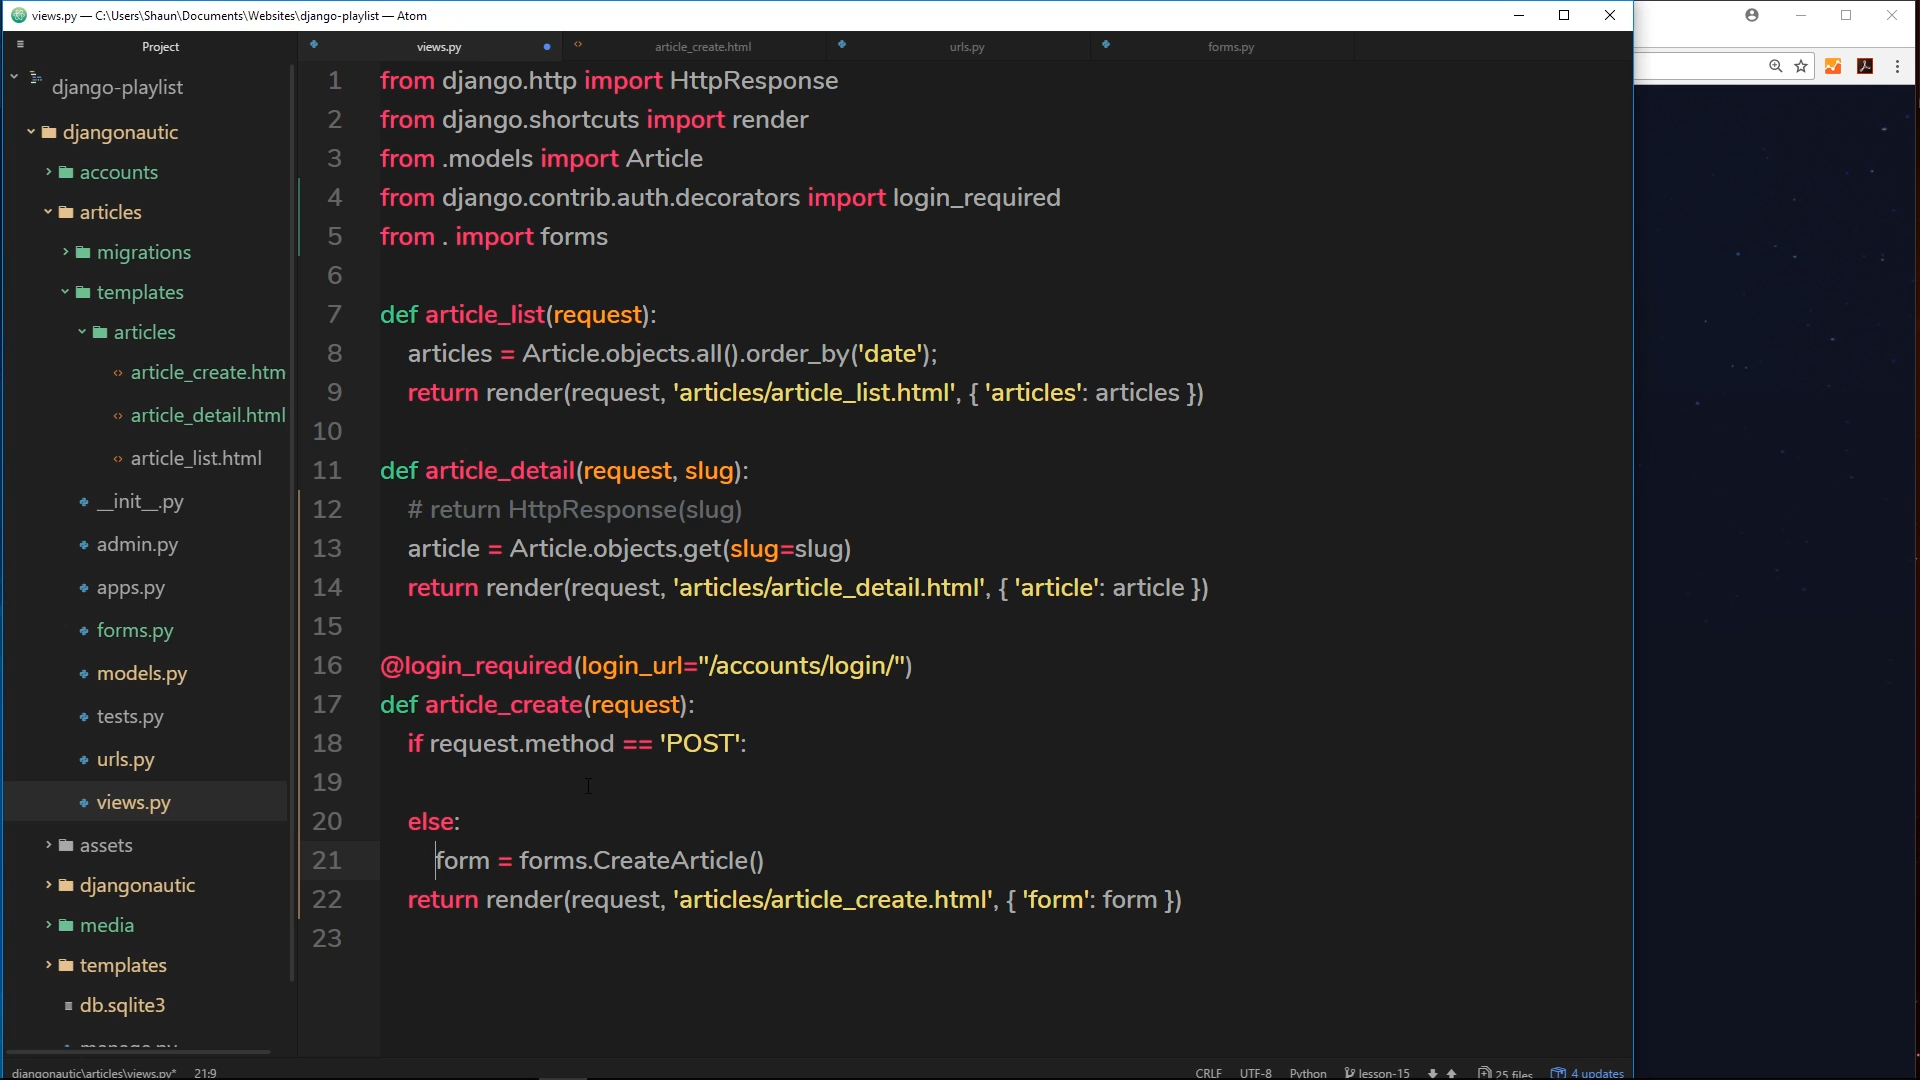 views.py — C:\Users\Shaun\Documents\Websites\django-playlist — Atom
Project
views.py
article_create.html
urls.py
forms.py
django-playlist
djangonautic
accounts
articles
migrations
templates
articles
article_create.htm
article_detail.html
article_list.html
__init__.py
admin.py
apps.py
forms.py
models.py
tests.py
urls.py
views.py
assets
djangonautic
media
templates
db.sqlite3
manage.py
1 from django.http import HttpResponse
2 from django.shortcuts import render
3 from .models import Article
4 from django.contrib.auth.decorators import login_required
5 from . import forms
6
7 def article_list(request):
8 articles = Article.objects.all().order_by('date');
9 return render(request, 'articles/article_list.html', { 'articles': articles })
10
11 def article_detail(request, slug):
12 # return HttpResponse(slug)
13 article = Article.objects.get(slug=slug)
14 return render(request, 'articles/article_detail.html', { 'article': article })
15
16 @login_required(login_url="/accounts/login/")
17 def article_create(request):
18 if request.method == 'POST':
19
20 else:
21 form = forms.CreateArticle()
22 return render(request, 'articles/article_create.html', { 'form': form })
23
djangonautic\articles\views.py* 21:9
CRLF UTF-8 Python lesson-15 25 files 4 updates